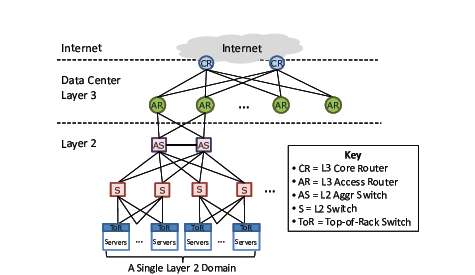 Internet
Internet
CR CR
Data Center
Layer 3
AR AR ... AR AR
Layer 2
AS AS
S S S S ...
ToR ToR ToR ToR
Servers ... Servers Servers ... Servers
A Single Layer 2 Domain
Key
• CR = L3 Core Router
• AR = L3 Access Router
• AS = L2 Aggr Switch
• S = L2 Switch
• ToR = Top-of-Rack Switch